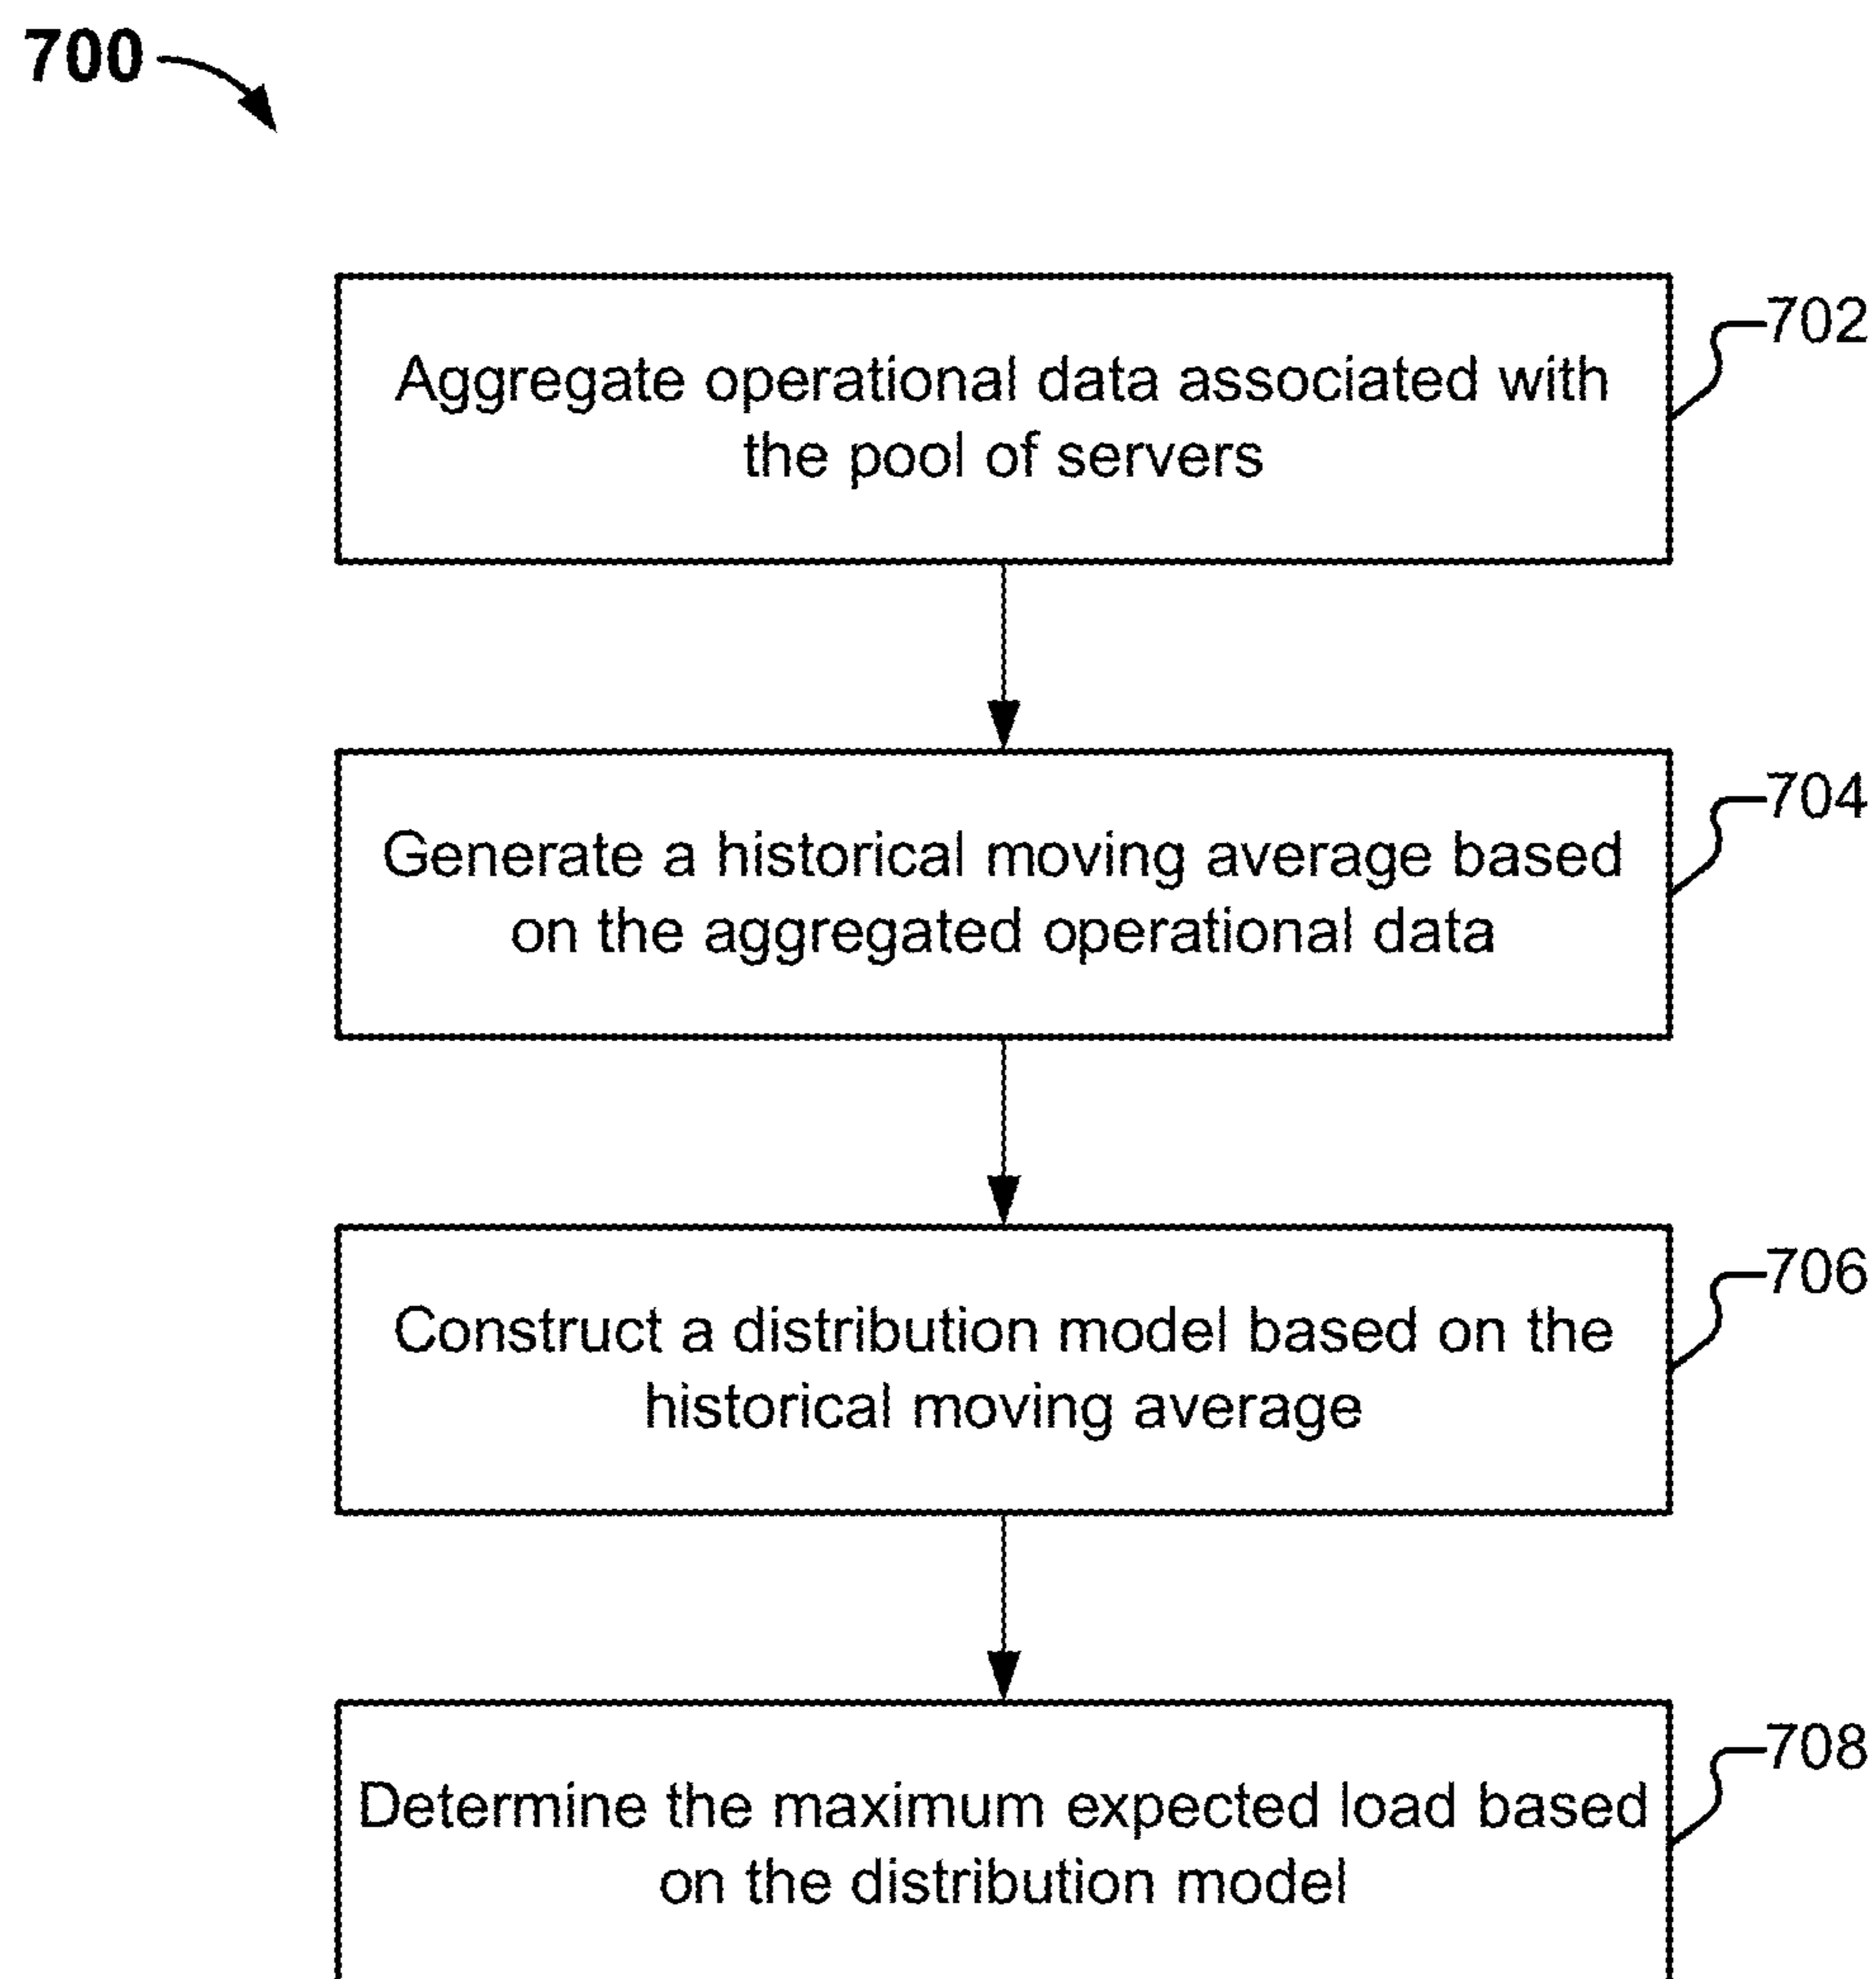 700
702
Aggregate operational data associated with
the pool of servers
704
Generate a historical moving average based
on the aggregated operational data
706
Construct a distribution model based on the
historical moving average
708
Determine the maximum expected load based
on the distribution model